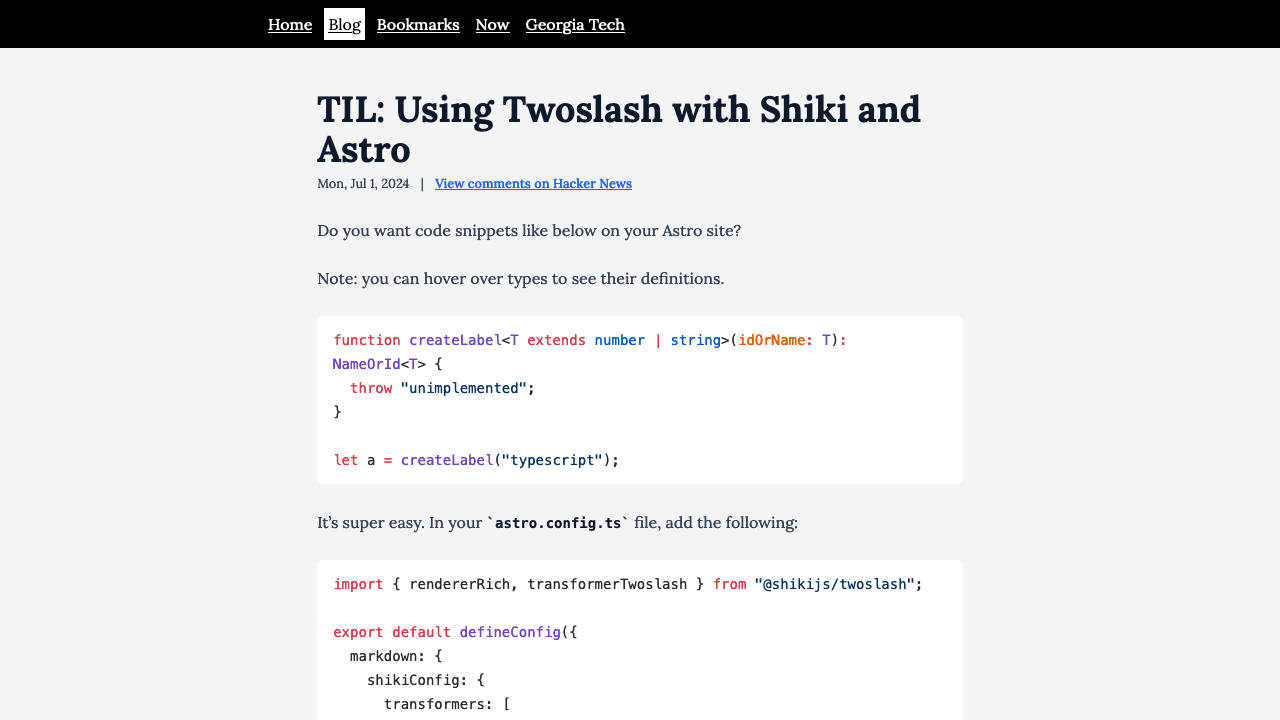 Home Blog Bookmarks Now Georgia Tech
TIL: Using Twoslash with Shiki and
Astro
Mon, Jul 1, 2024 | View comments on Hacker News
Do you want code snippets like below on your Astro site?
Note: you can hover over types to see their definitions.
function createLabel<T extends number | string>(idOrName: T):
NameOrId<T> {
  throw "unimplemented";
}
let a = createLabel("typescript");
It’s super easy. In your `astro.config.ts` file, add the following:
import { rendererRich, transformerTwoslash } from "@shikijs/twoslash";
export default defineConfig({
  markdown: {
    shikiConfig: {
      transformers: [